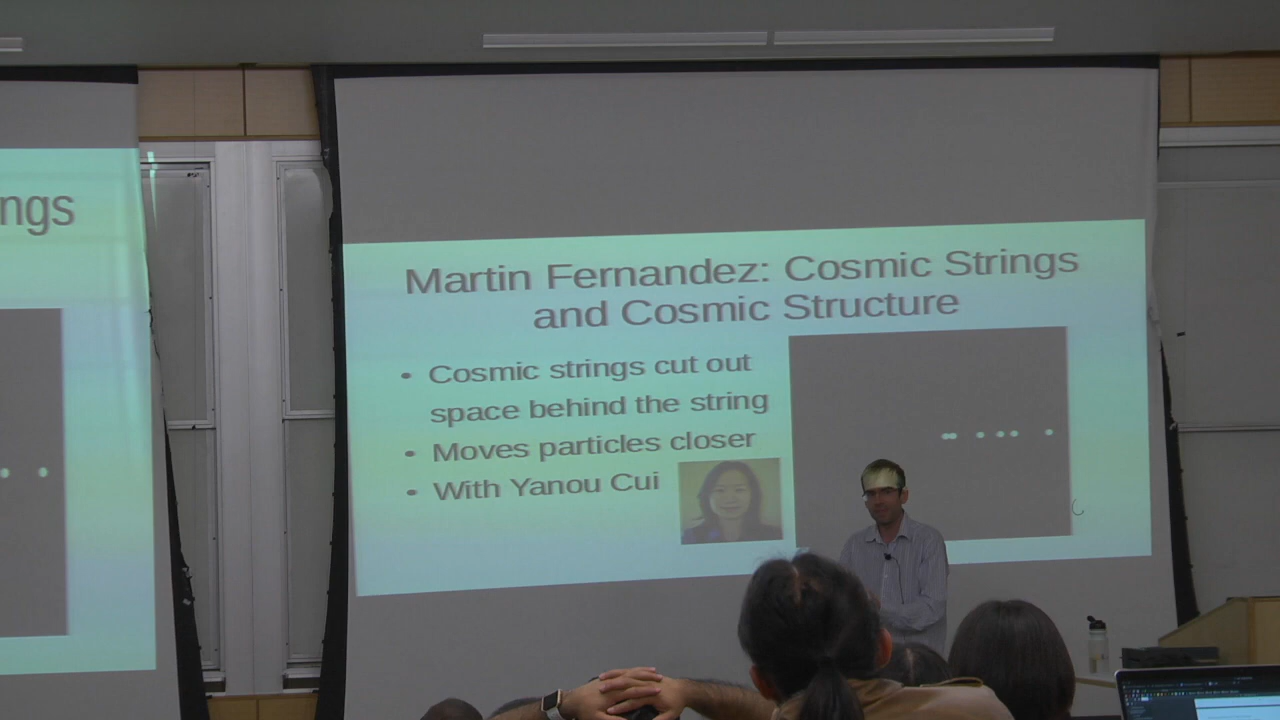 ngs
Martin Fernandez: Cosmic Strings
and Cosmic Structure
• Cosmic strings cut out
space behind the string
• Moves particles closer
• With Yanou Cui